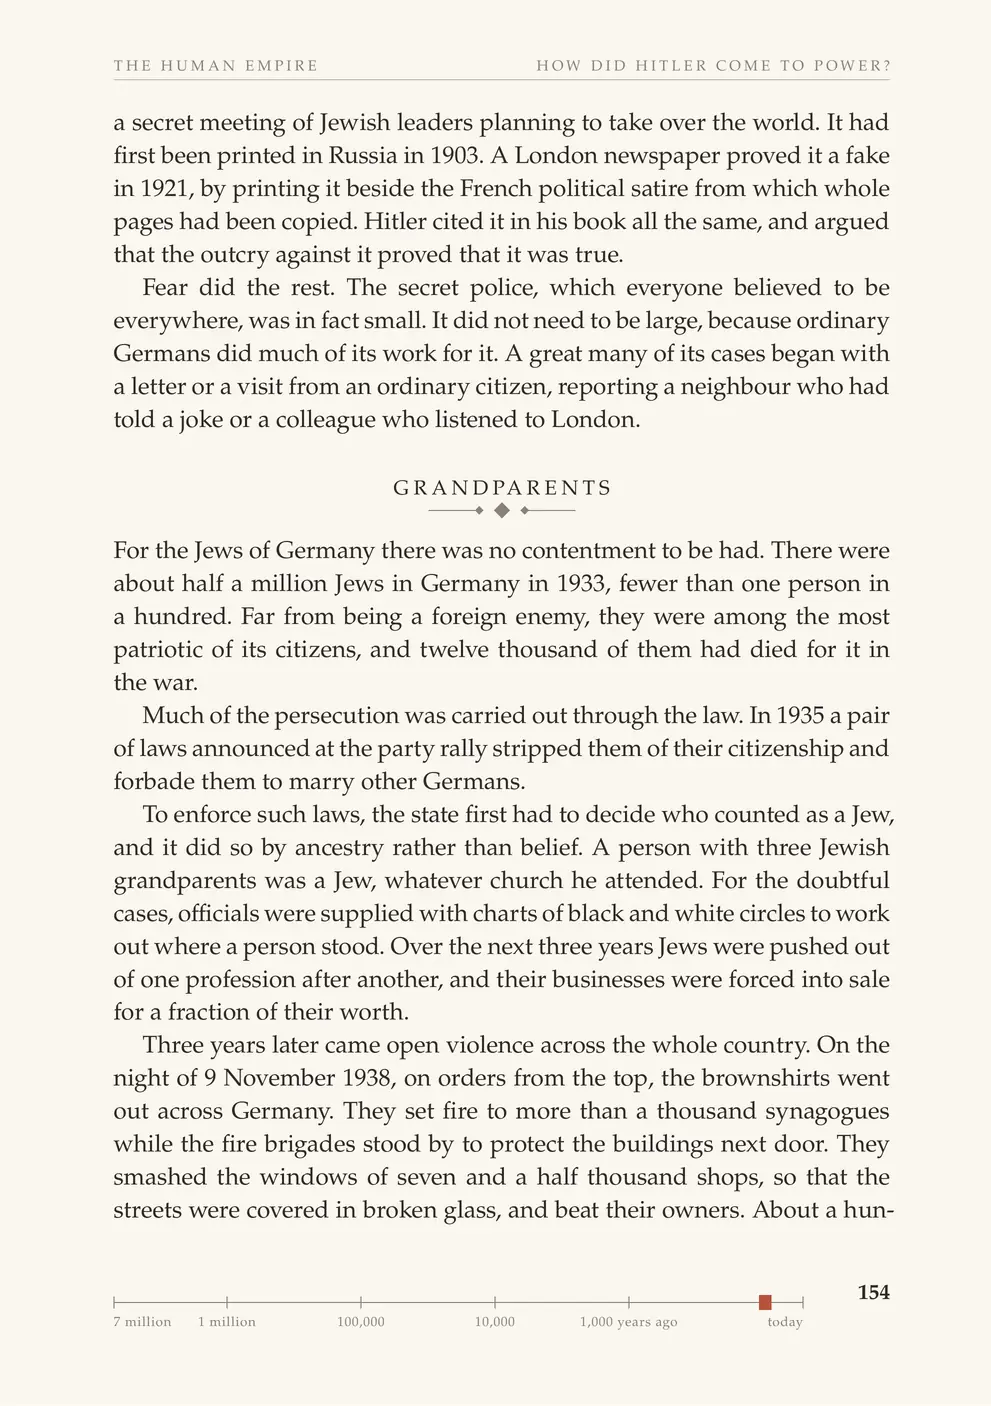 THE HUMAN EMPIRE
HOW DID HITLER COME TO POWER?
a secret meeting of Jewish leaders planning to take over the world. It had
first been printed in Russia in 1903. A London newspaper proved it a fake
in 1921, by printing it beside the French political satire from which whole
pages had been copied. Hitler cited it in his book all the same, and argued
that the outcry against it proved that it was true.
Fear did the rest. The secret police, which everyone believed to be
everywhere, was in fact small. It did not need to be large, because ordinary
Germans did much of its work for it. A great many of its cases began with
a letter or a visit from an ordinary citizen, reporting a neighbour who had
told a joke or a colleague who listened to London.
GRANDPARENTS
For the Jews of Germany there was no contentment to be had. There were
about half a million Jews in Germany in 1933, fewer than one person in
a hundred. Far from being a foreign enemy, they were among the most
patriotic of its citizens, and twelve thousand of them had died for it in
the war.
Much of the persecution was carried out through the law. In 1935 a pair
of laws announced at the party rally stripped them of their citizenship and
forbade them to marry other Germans.
To enforce such laws, the state first had to decide who counted as a Jew,
and it did so by ancestry rather than belief. A person with three Jewish
grandparents was a Jew, whatever church he attended. For the doubtful
cases, officials were supplied with charts of black and white circles to work
out where a person stood. Over the next three years Jews were pushed out
of one profession after another, and their businesses were forced into sale
for a fraction of their worth.
Three years later came open violence across the whole country. On the
night of 9 November 1938, on orders from the top, the brownshirts went
out across Germany. They set fire to more than a thousand synagogues
while the fire brigades stood by to protect the buildings next door. They
smashed the windows of seven and a half thousand shops, so that the
streets were covered in broken glass, and beat their owners. About a hun-
154
7 million 1 million 100,000 10,000 1,000 years ago today